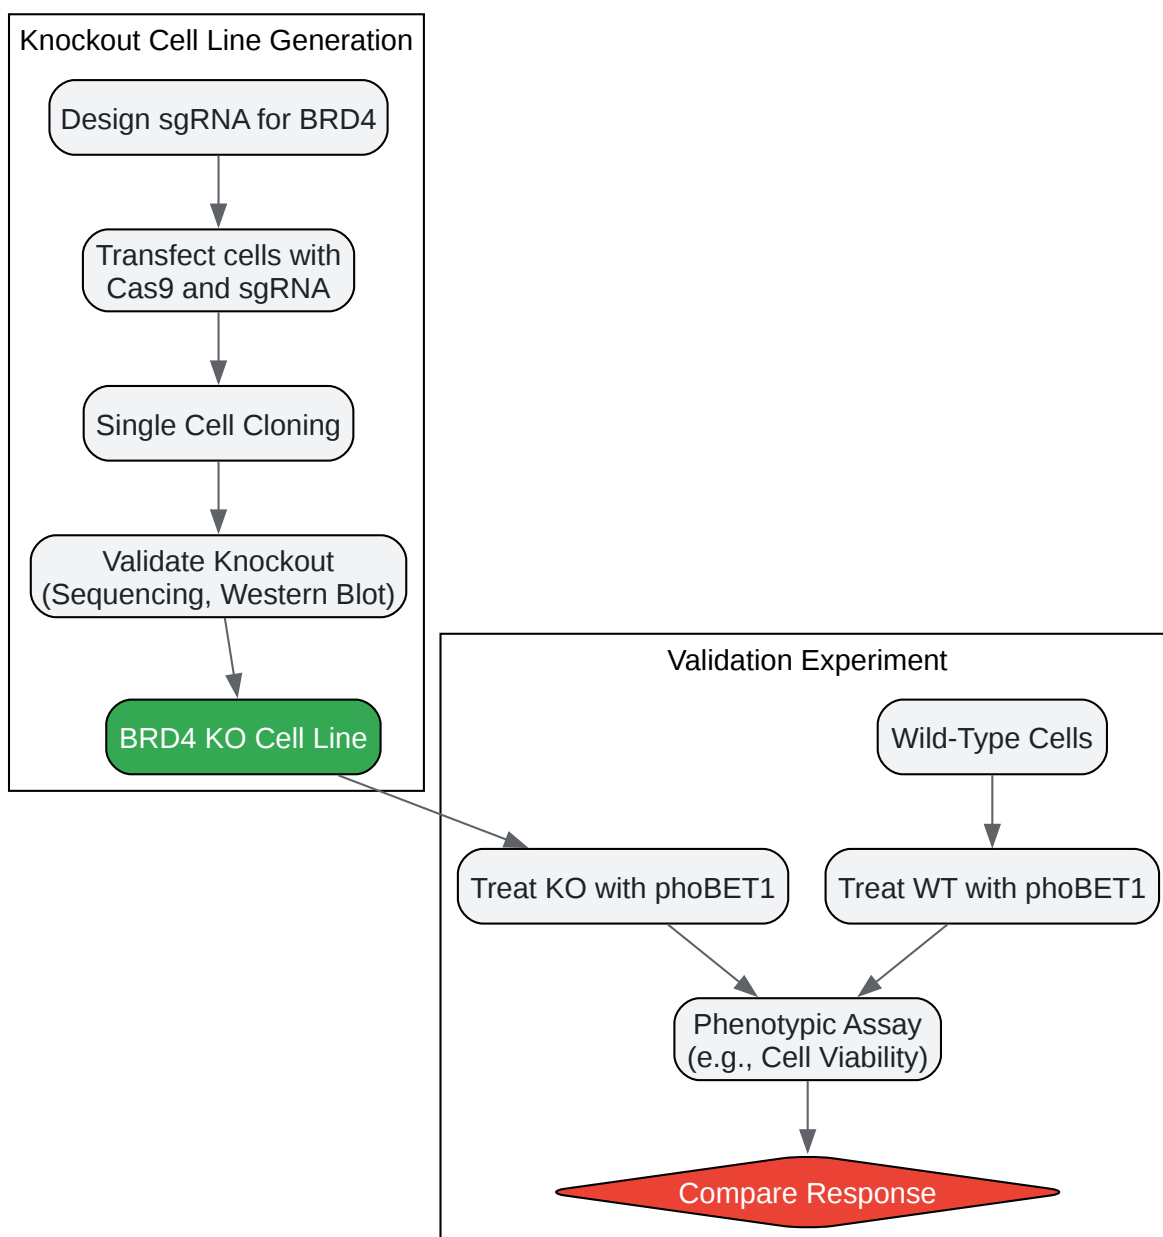 Knockout Cell Line Generation
Design sgRNA for BRD4
Transfect cells with
Cas9 and sgRNA
Single Cell Cloning
Validate Knockout
(Sequencing, Western Blot)
BRD4 KO Cell Line
Validation Experiment
Wild-Type Cells
Treat KO with phoBET1
Treat WT with phoBET1
Phenotypic Assay
(e.g., Cell Viability)
Compare Response